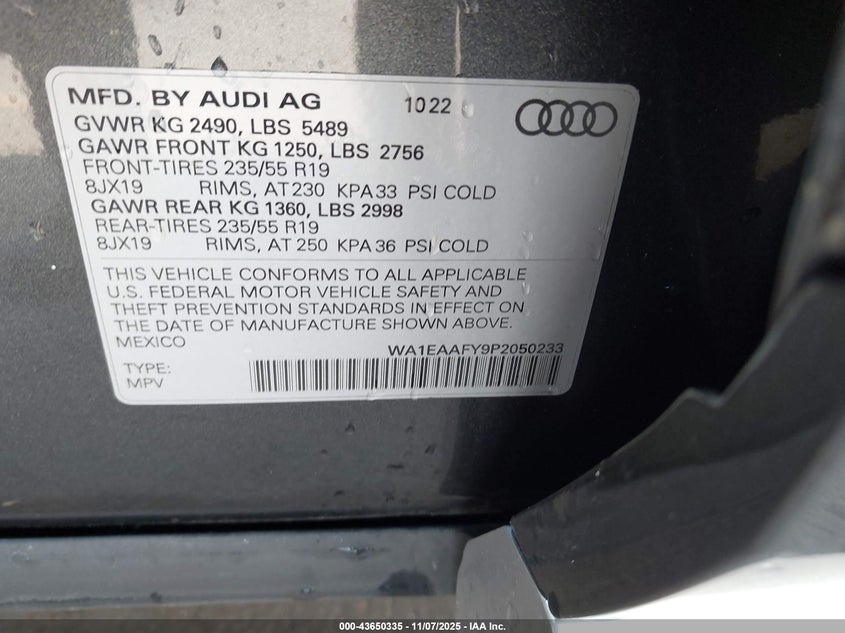 MFD. BY AUDI AG 10 22
GVWR KG 2490, LBS 5489
GAWR FRONT KG 1250, LBS 2756
FRONT-TIRES 235/55 R19
8JX19 RIMS, AT 230 KPA 33 PSI COLD
GAWR REAR KG 1360, LBS 2998
REAR-TIRES 235/55 R19
8JX19 RIMS, AT 250 KPA 36 PSI COLD
THIS VEHICLE CONFORMS TO ALL APPLICABLE
U.S. FEDERAL MOTOR VEHICLE SAFETY AND
THEFT PREVENTION STANDARDS IN EFFECT ON
THE DATE OF MANUFACTURE SHOWN ABOVE.
MEXICO WA1EAAFY9P2050233
TYPE:
MPV
000-43650335 - 11/07/2025 - IAA Inc.